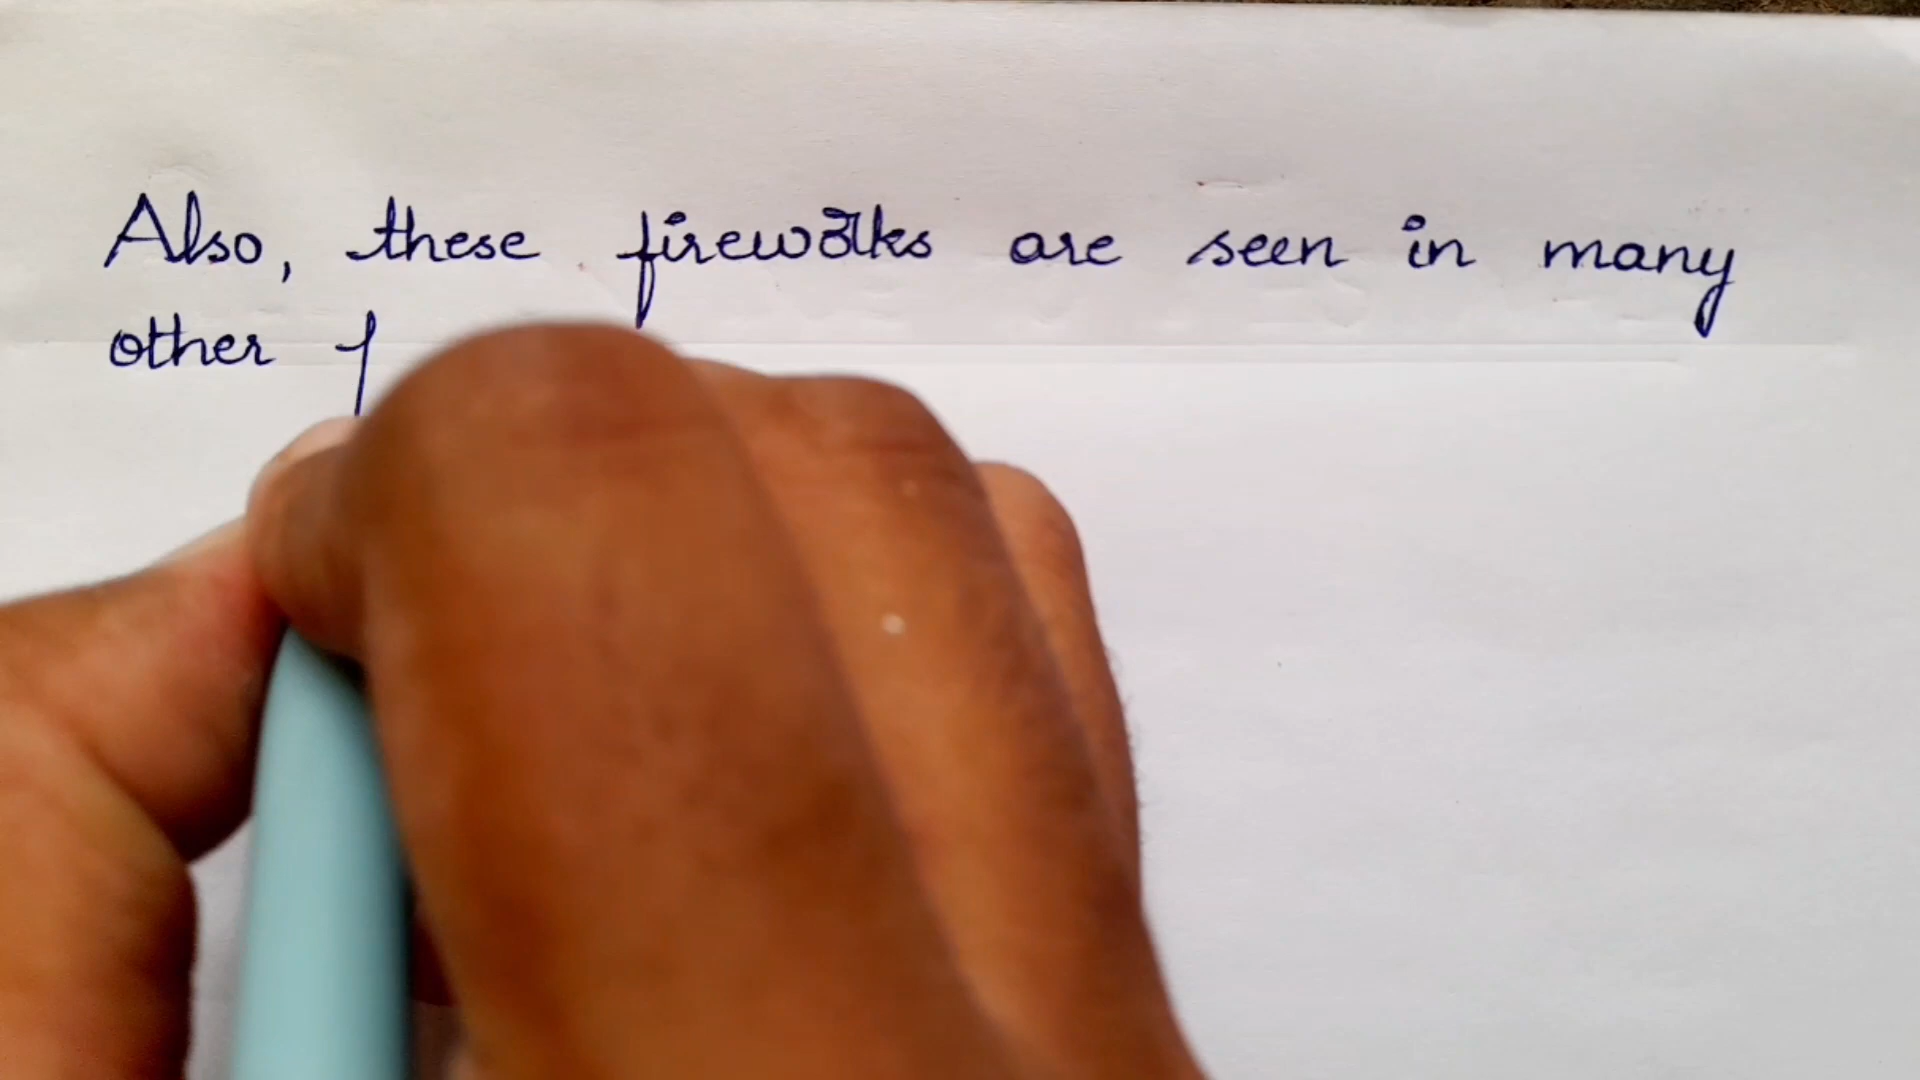 Also, these fireworks are seen in many
other f